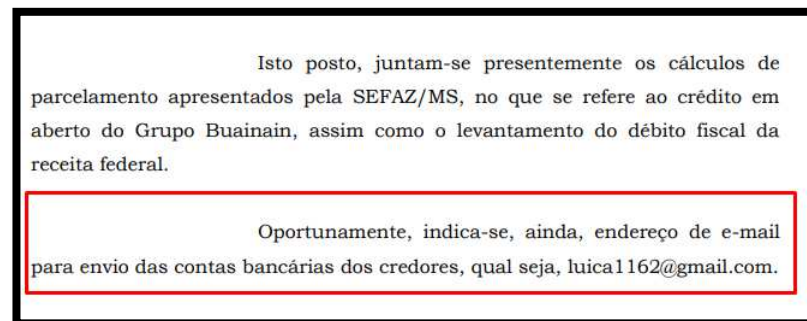 Isto posto, juntam-se presentemente os cálculos de
parcelamento apresentados pela SEFAZ/MS, no que se refere ao crédito em
aberto do Grupo Buainain, assim como o levantamento do débito fiscal da
receita federal.
Oportunamente, indica-se, ainda, endereço de e-mail
para envio das contas bancárias dos credores, qual seja, luica1162@gmail.com.